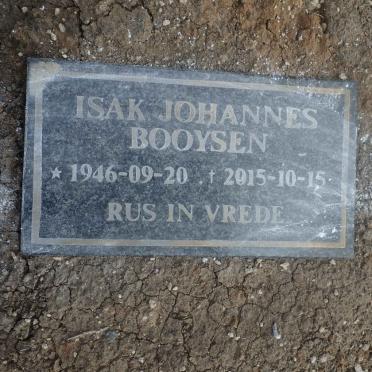 ISAK JOHANNES
BOOYSEN
* 1946-09-20 † 2015-10-15
RUS IN VREDE